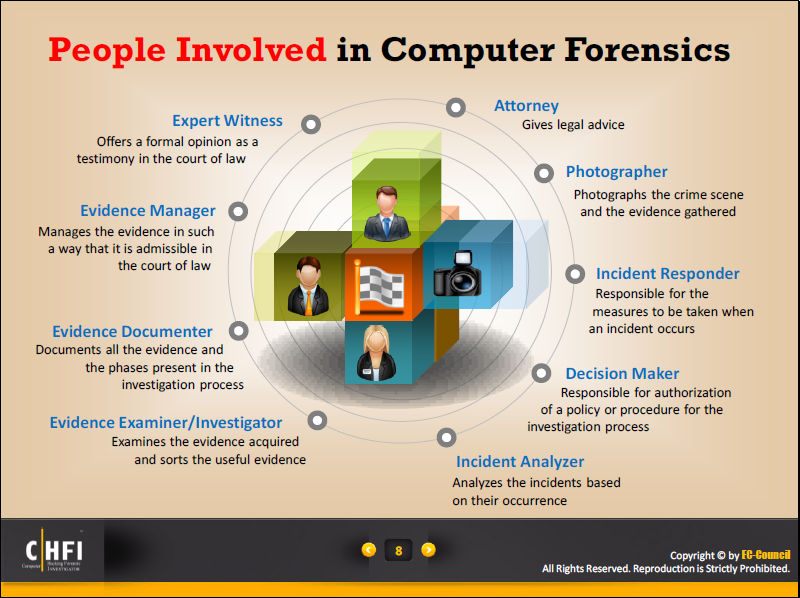 People Involved in Computer Forensics
Expert Witness
Offers a formal opinion as a
testimony in the court of law
Evidence Manager
Manages the evidence in such
a way that it is admissible in
the court of law
Evidence Documenter
Documents all the evidence and
the phases present in the
investigation process
Evidence Examiner/Investigator
Examines the evidence acquired
and sorts the useful evidence
Attorney
Gives legal advice
Photographer
Photographs the crime scene
and the evidence gathered
Incident Responder
Responsible for the
measures to be taken when
an incident occurs
Decision Maker
Responsible for authorization
of a policy or procedure for the
investigation process
Incident Analyzer
Analyzes the incidents based
on their occurrence
CHFI
Computer Hacking Forensic
INVESTIGATOR
8
Copyright © by EC-Council
All Rights Reserved. Reproduction is Strictly Prohibited.